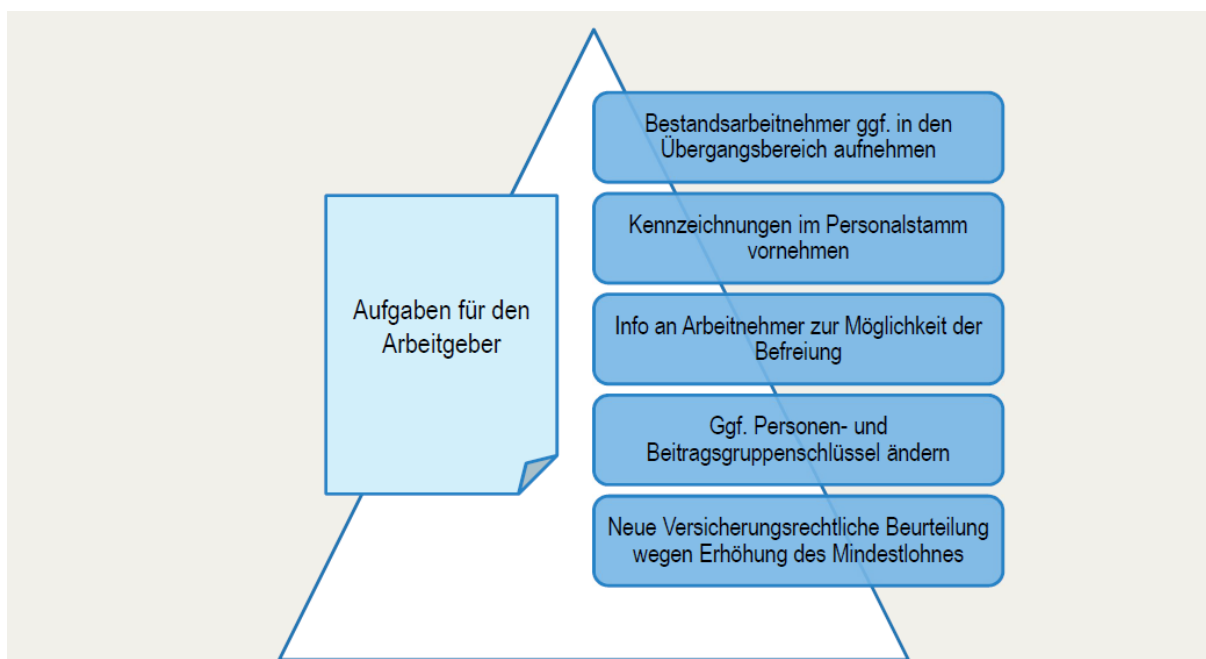 Aufgaben für den
Arbeitgeber
Bestandsarbeitnehmer ggf. in den
Übergangsbereich aufnehmen
Kennzeichnungen im Personalstamm
vornehmen
Info an Arbeitnehmer zur Möglichkeit der
Befreiung
Ggf. Personen- und
Beitragsgruppenschlüssel ändern
Neue Versicherungsrechtliche Beurteilung
wegen Erhöhung des Mindestlohnes